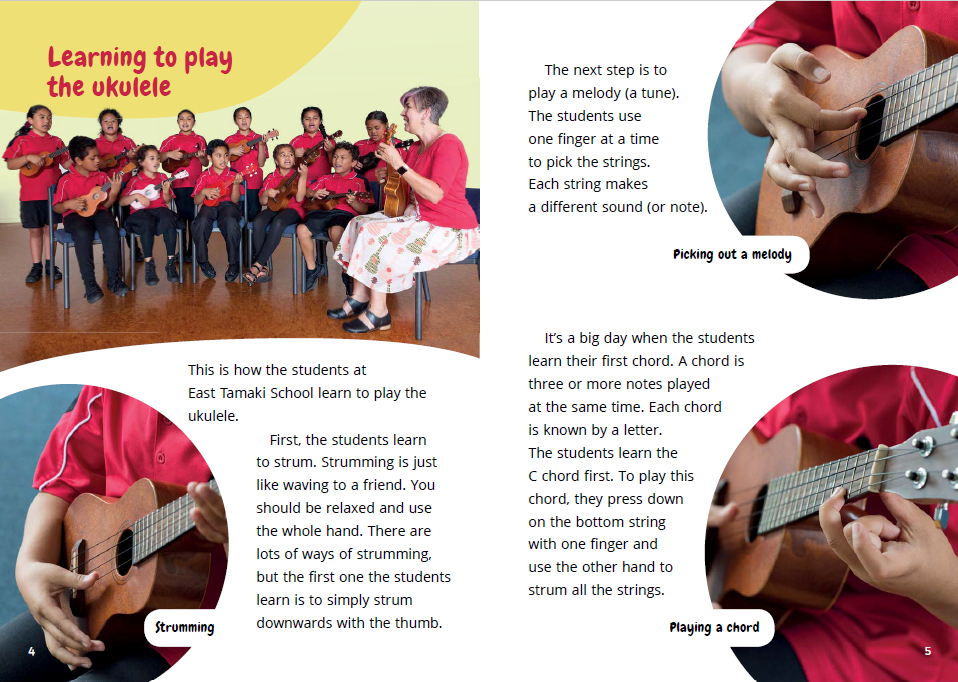 Learning to play
the ukulele
This is how the students at
East Tamaki School learn to play the
ukulele.
First, the students learn
to strum. Strumming is just
like waving to a friend. You
should be relaxed and use
the whole hand. There are
lots of ways of strumming,
but the first one the students
learn is to simply strum
downwards with the thumb.
Strumming
4
The next step is to
play a melody (a tune).
The students use
one finger at a time
to pick the strings.
Each string makes
a different sound (or note).
Picking out a melody
It’s a big day when the students
learn their first chord. A chord is
three or more notes played
at the same time. Each chord
is known by a letter.
The students learn the
C chord first. To play this
chord, they press down
on the bottom string
with one finger and
use the other hand to
strum all the strings.
Playing a chord
5